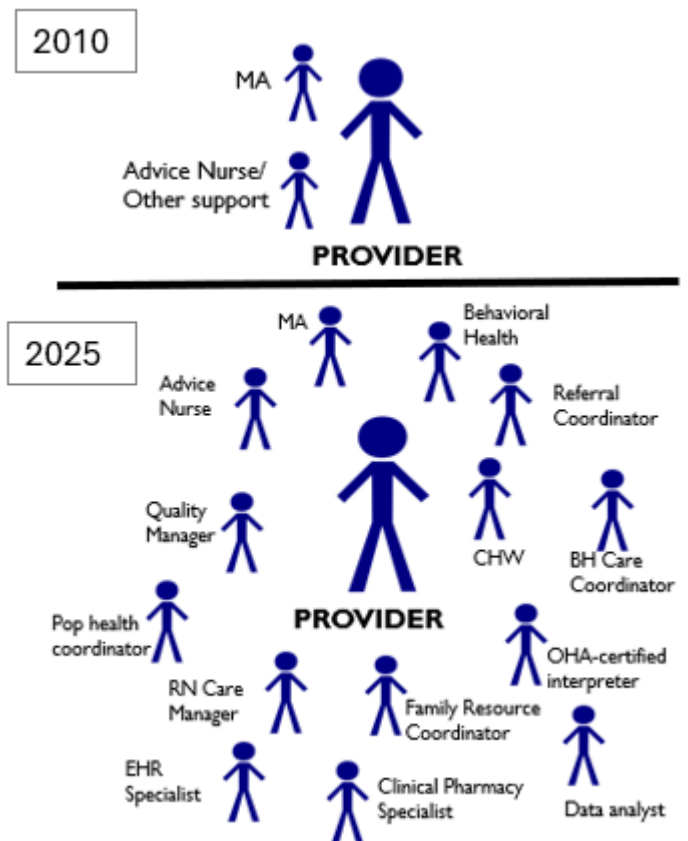 2010
MA
Advice Nurse/
Other support
PROVIDER
2025
MA
Behavioral
Health
Advice
Nurse
Referral
Coordinator
Quality
Manager
CHW
BH Care
Coordinator
PROVIDER
Pop health
coordinator
OHA-certified
interpreter
RN Care
Manager
Family Resource
Coordinator
EHR
Specialist
Clinical Pharmacy
Specialist
Data analyst